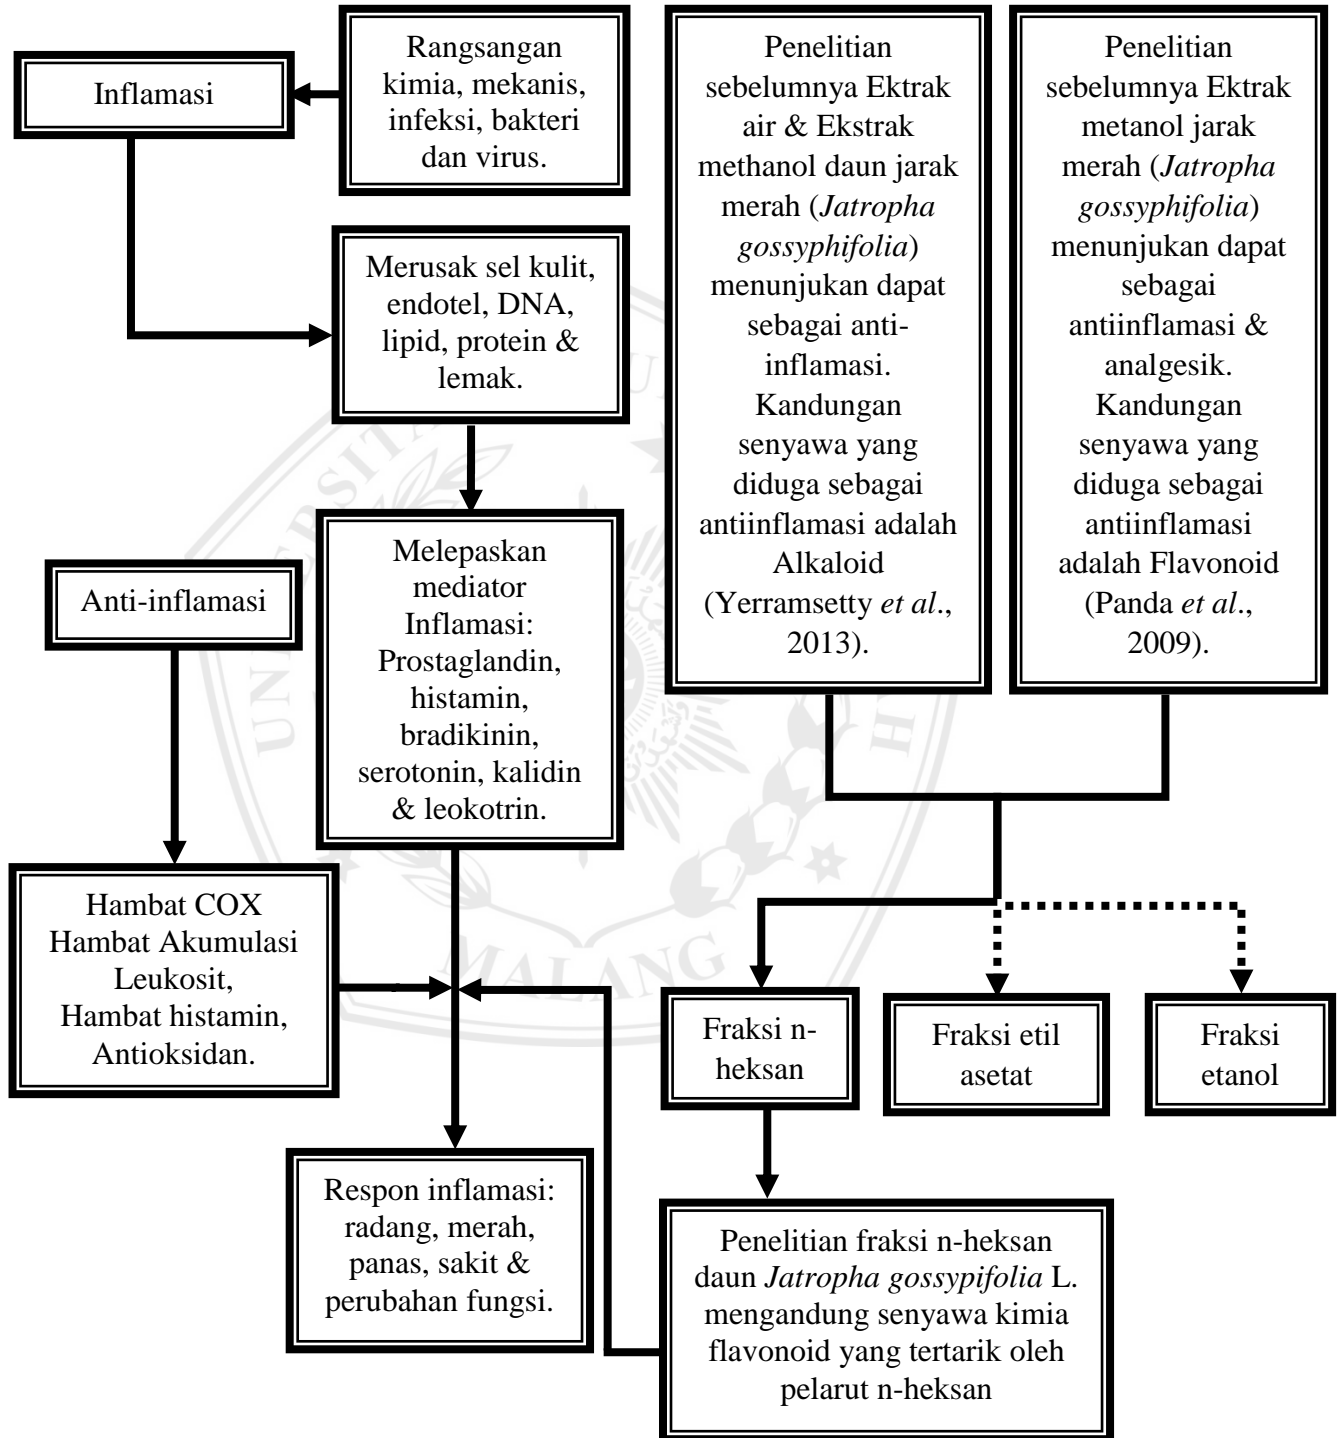 Inflamasi
Rangsangan
kimia, mekanis,
infeksi, bakteri
dan virus.
Merusak sel kulit,
endotel, DNA,
lipid, protein &
lemak.
Melepaskan
mediator
Inflamasi:
Prostaglandin,
histamin,
bradikinin,
serotonin, kalidin
& leokotrin.
Anti-inflamasi
Hambat COX
Hambat Akumulasi
Leukosit,
Hambat histamin,
Antioksidan.
Respon inflamasi:
radang, merah,
panas, sakit &
perubahan fungsi.
Penelitian
sebelumnya Ektrak
air & Ekstrak
methanol daun jarak
merah (Jatropha
gossyphifolia)
menunjukan dapat
sebagai anti-
inflamasi.
Kandungan
senyawa yang
diduga sebagai
antiinflamasi adalah
Alkaloid
(Yerramsetty et al.,
2013).
Penelitian
sebelumnya Ektrak
metanol jarak
merah (Jatropha
gossyphifolia)
menunjukan dapat
sebagai
antiinflamasi &
analgesik.
Kandungan
senyawa yang
diduga sebagai
antiinflamasi
adalah Flavonoid
(Panda et al.,
2009).
Fraksi n-
heksan
Fraksi etil
asetat
Fraksi
etanol
Penelitian fraksi n-heksan
daun Jatropha gossypifolia L.
mengandung senyawa kimia
flavonoid yang tertarik oleh
pelarut n-heksan
MALANG